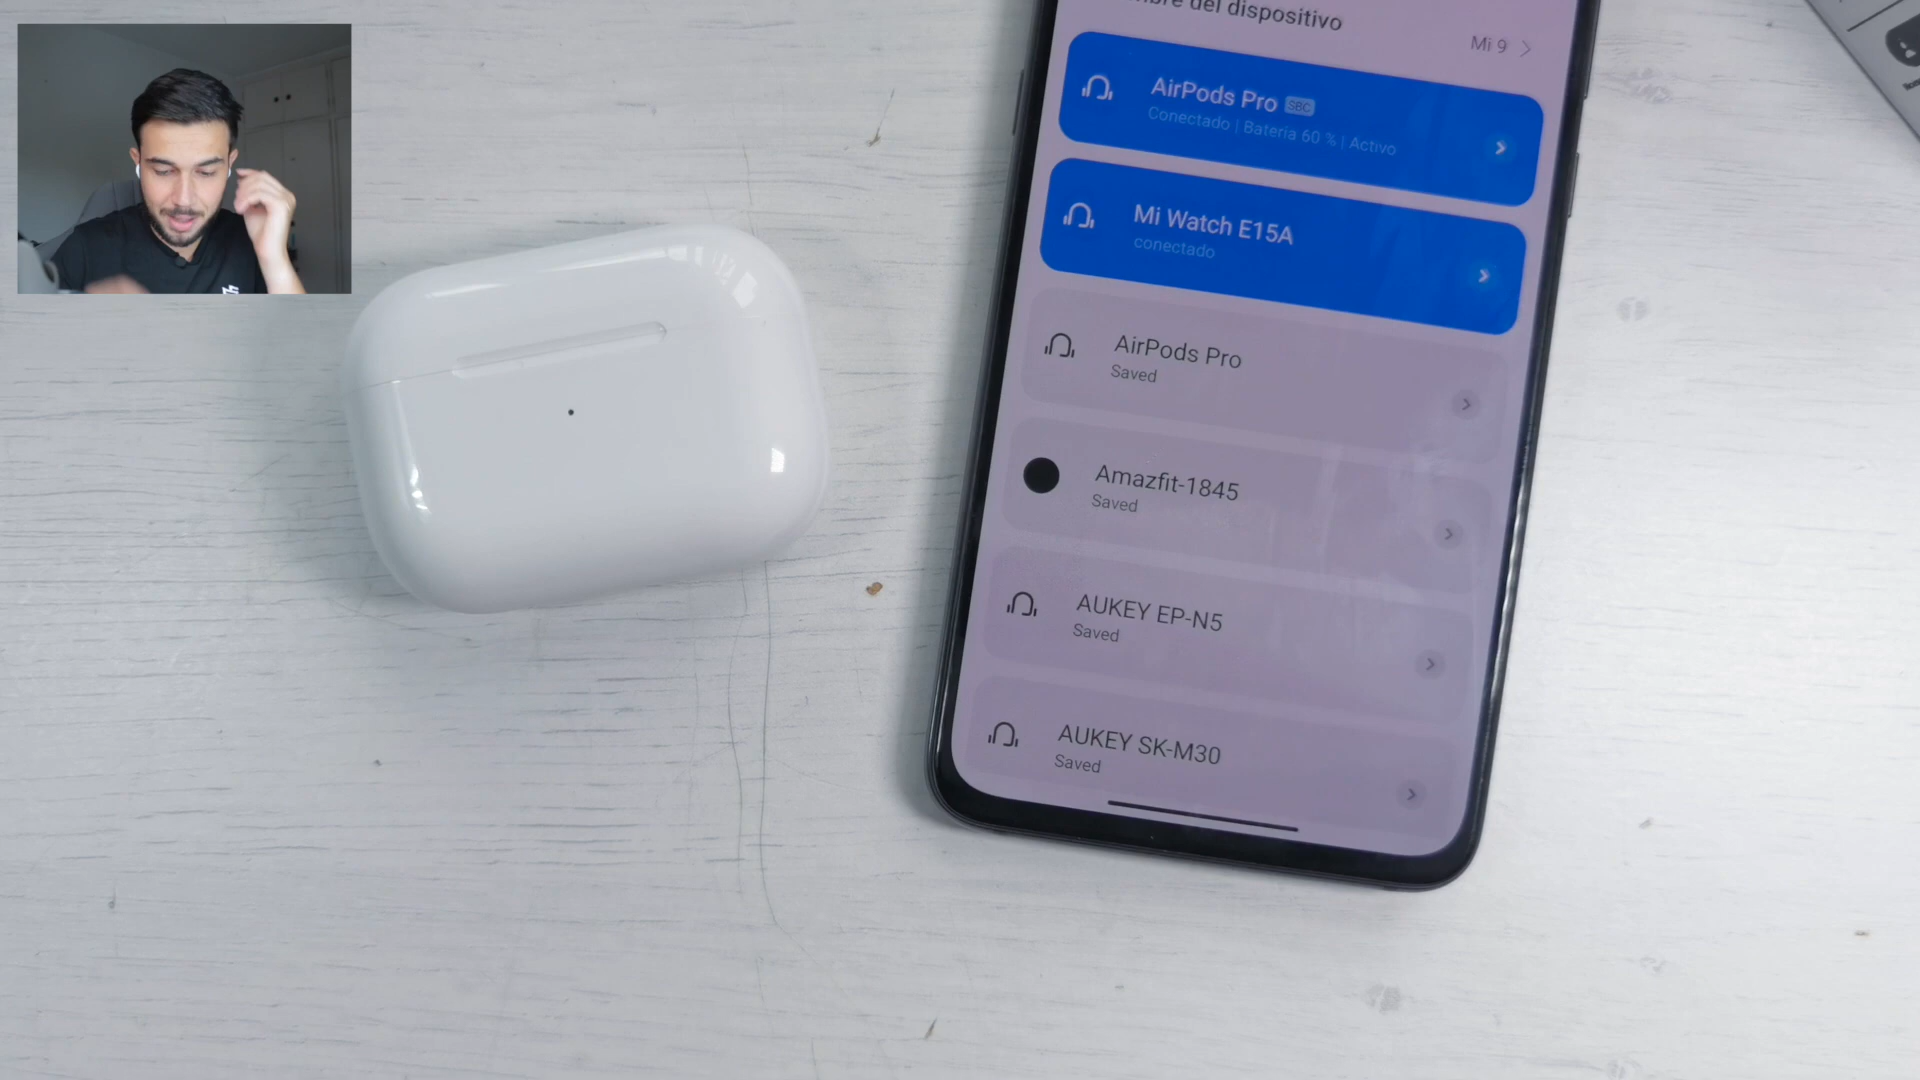 del dispositivo
Mi 9
AirPods Pro SBC
Conectado | Batería 60 % | Activo
Mi Watch E15A
conectado
AirPods Pro
Saved
Amazfit-1845
Saved
AUKEY EP-N5
Saved
AUKEY SK-M30
Saved